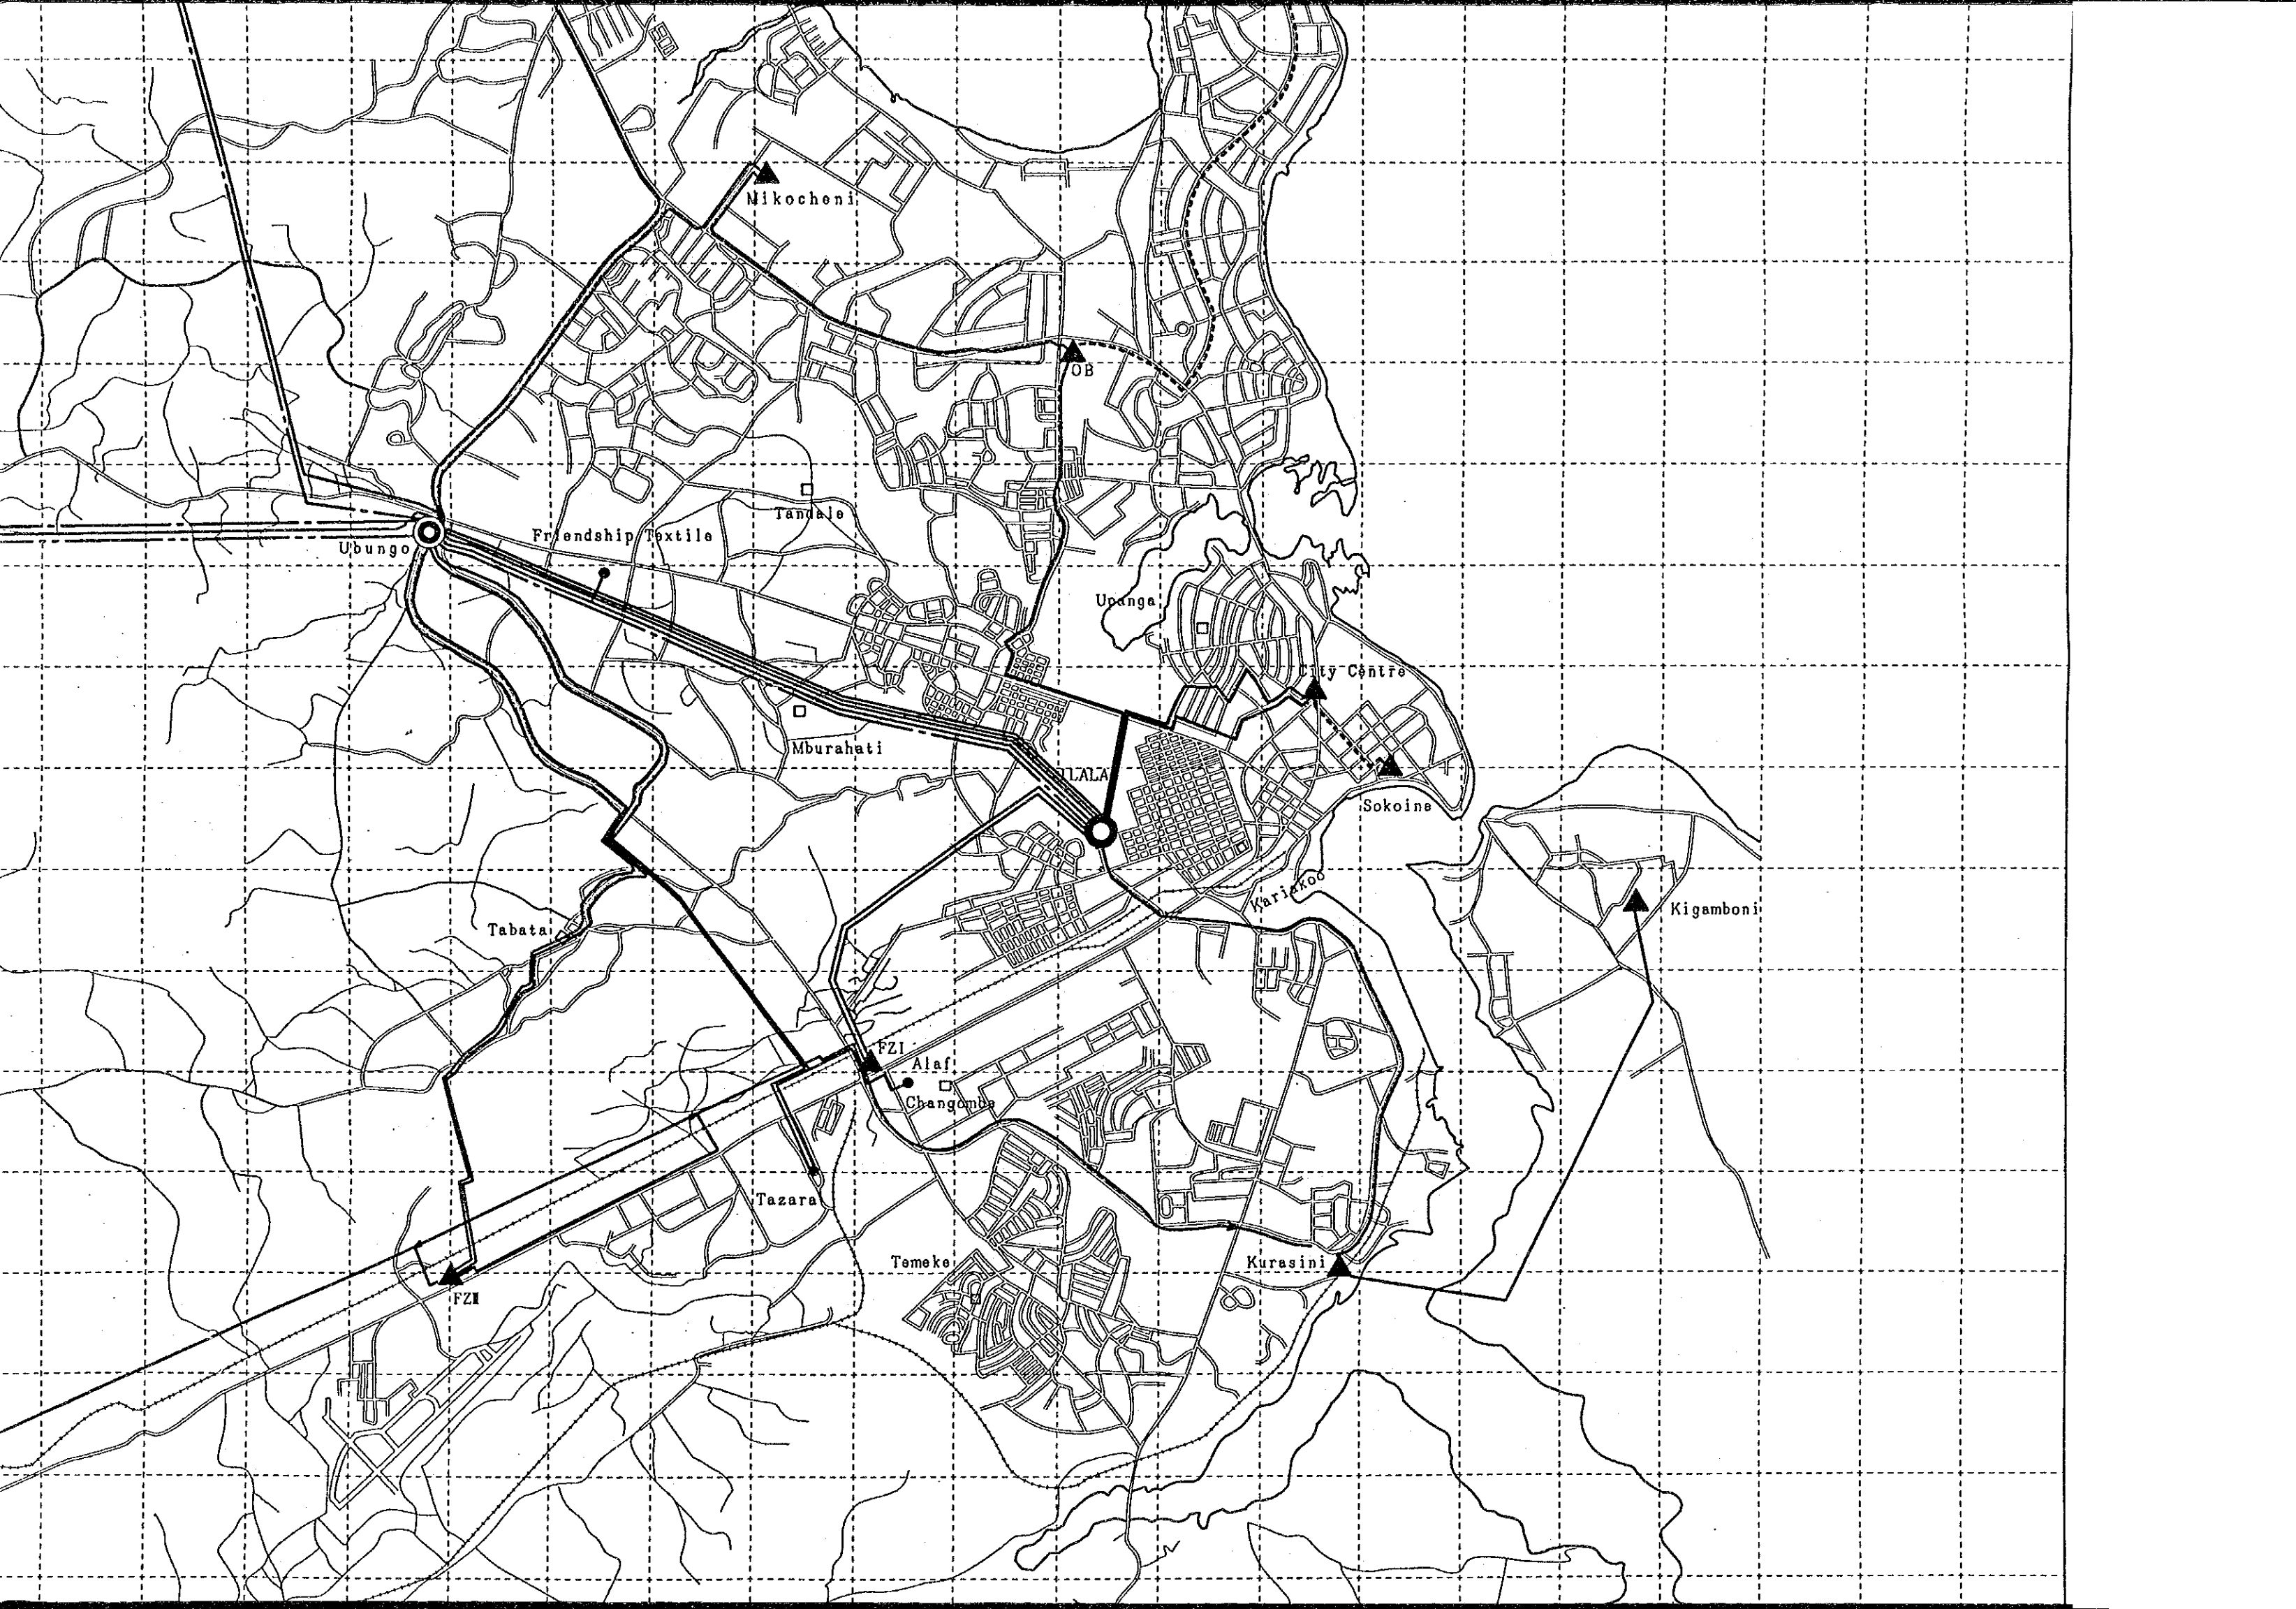 Mikocheni
OB
Tandale
Friendship Textile
Ubungo
Upanga
City Centre
Mburahati
ILALA
Sokoine
Kariakoo
Kigamboni
Tabata
FZI
Alaf
Changombe
Tazara
Temeke
Kurasini
FZII